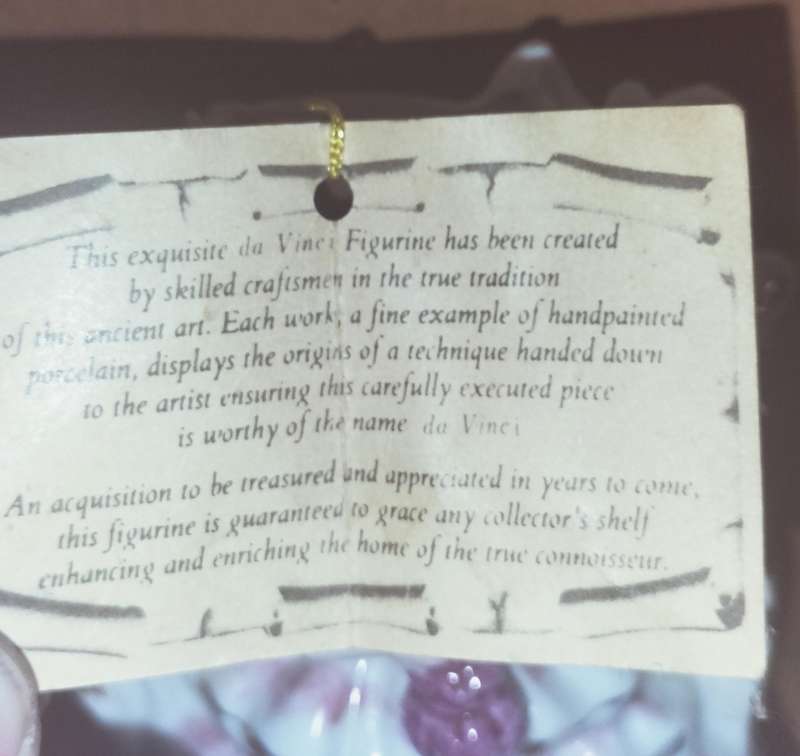 This exquisite da Vinci Figurine has been created
by skilled craftsmen in the true tradition
of this ancient art. Each work, a fine example of handpainted
porcelain, displays the origins of a technique handed down
to the artist ensuring this carefully executed piece
is worthy of the name da Vinci
An acquisition to be treasured and appreciated in years to come,
this figurine is guaranteed to grace any collector's shelf
enhancing and enriching the home of the true connoisseur.